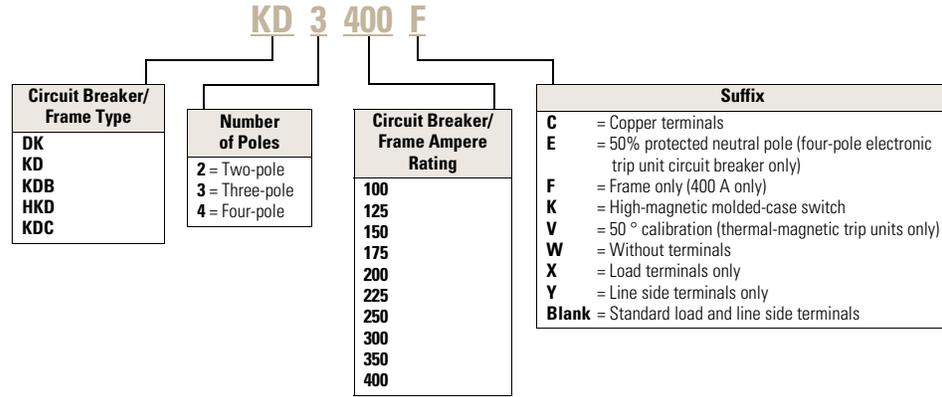 KD 3 400 F
Circuit Breaker/
Frame Type
DK
KD
KDB
HKD
KDC
Number
of Poles
2 = Two-pole
3 = Three-pole
4 = Four-pole
Circuit Breaker/
Frame Ampere
Rating
100
125
150
175
200
225
250
300
350
400
Suffix
C = Copper terminals
E = 50% protected neutral pole (four-pole electronic
trip unit circuit breaker only)
F = Frame only (400 A only)
K = High-magnetic molded-case switch
V = 50 ° calibration (thermal-magnetic trip units only)
W = Without terminals
X = Load terminals only
Y = Line side terminals only
Blank = Standard load and line side terminals